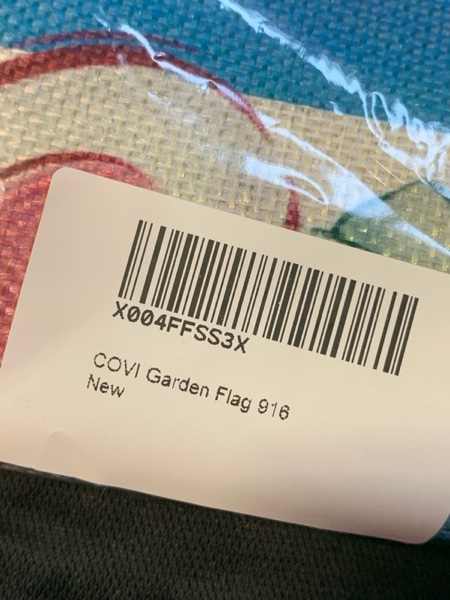 X004FFSS3X
COVI Garden Flag 916
New